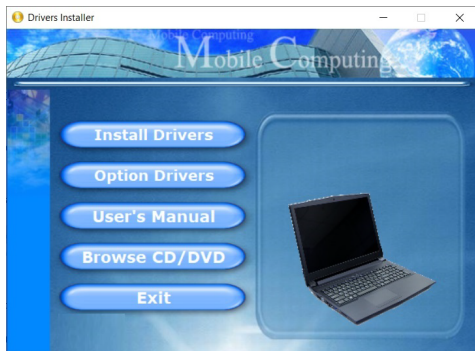 Drivers Installer
Mobile Computing
Mobile Computing
Install Drivers
Option Drivers
User's Manual
Browse CD/DVD
Exit